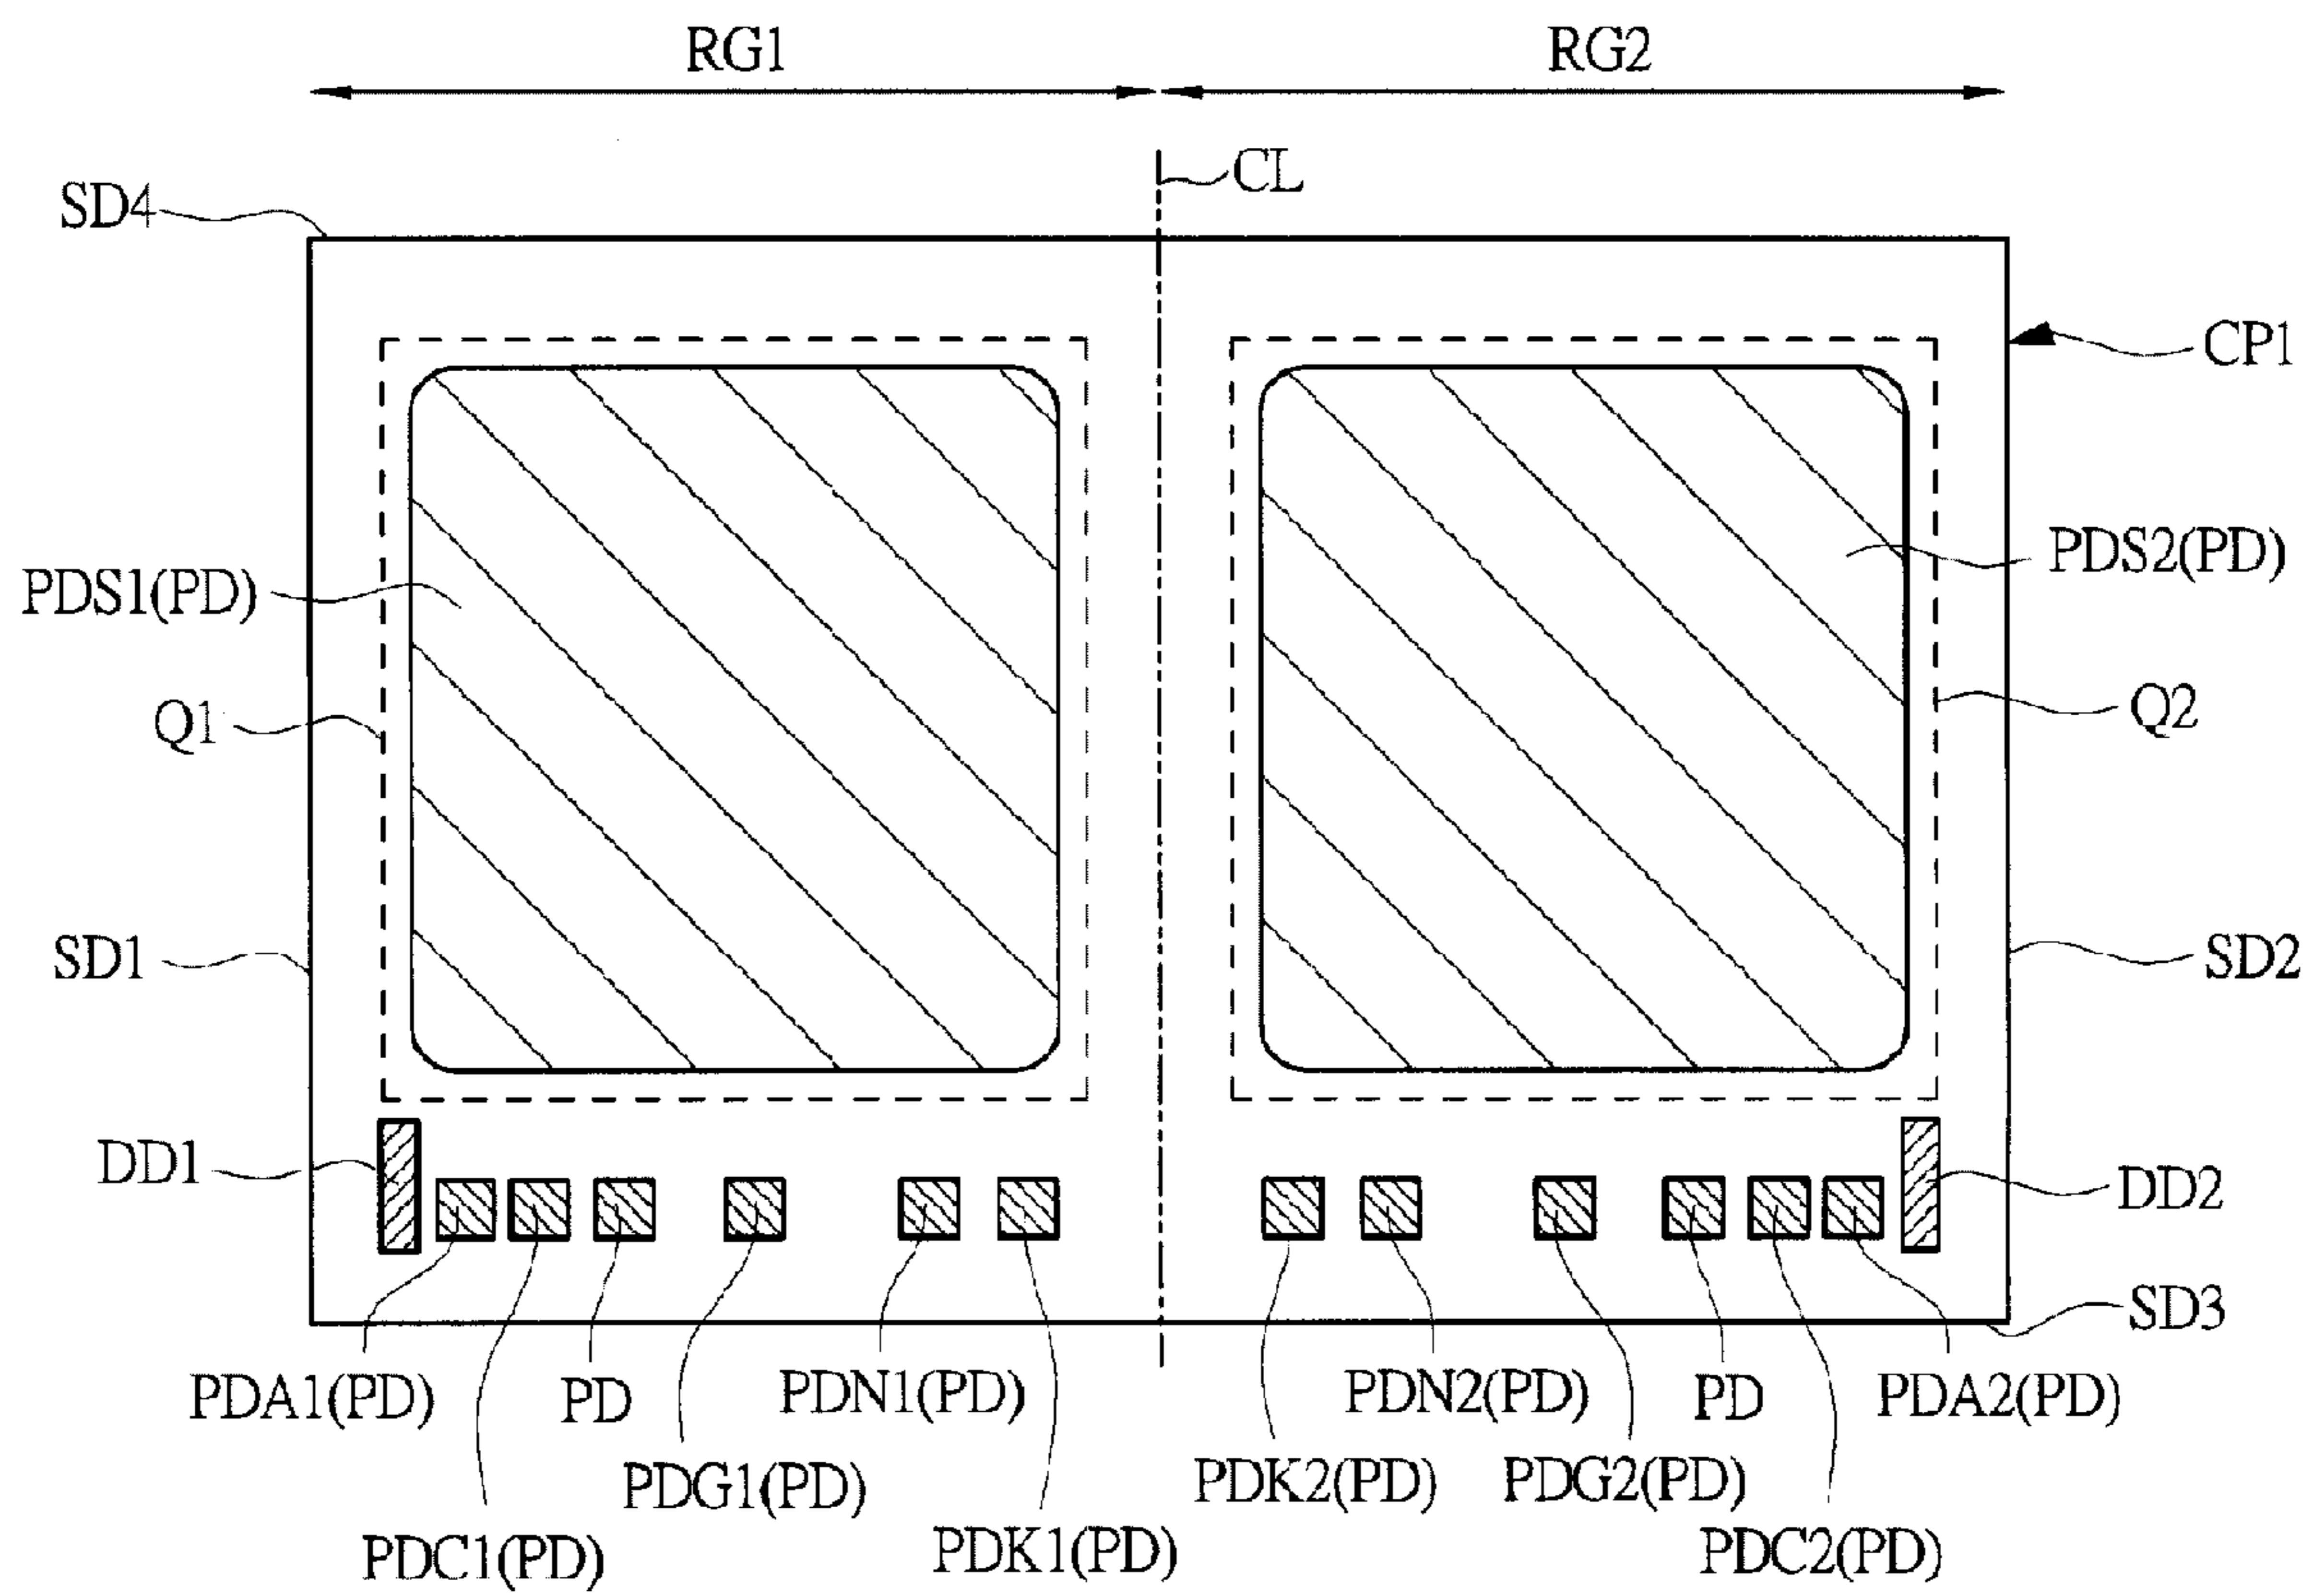 RG1 RG2
CL
SD4
CP1
PDS2(PD)
PDS1(PD)
Q1 Q2
SD1 SD2
DD1 DD2
SD3
PDA1(PD) PD PDN1(PD) PDN2(PD) PD PDA2(PD)
PDG1(PD) PDK2(PD) PDG2(PD)
PDC1(PD) PDK1(PD) PDC2(PD)